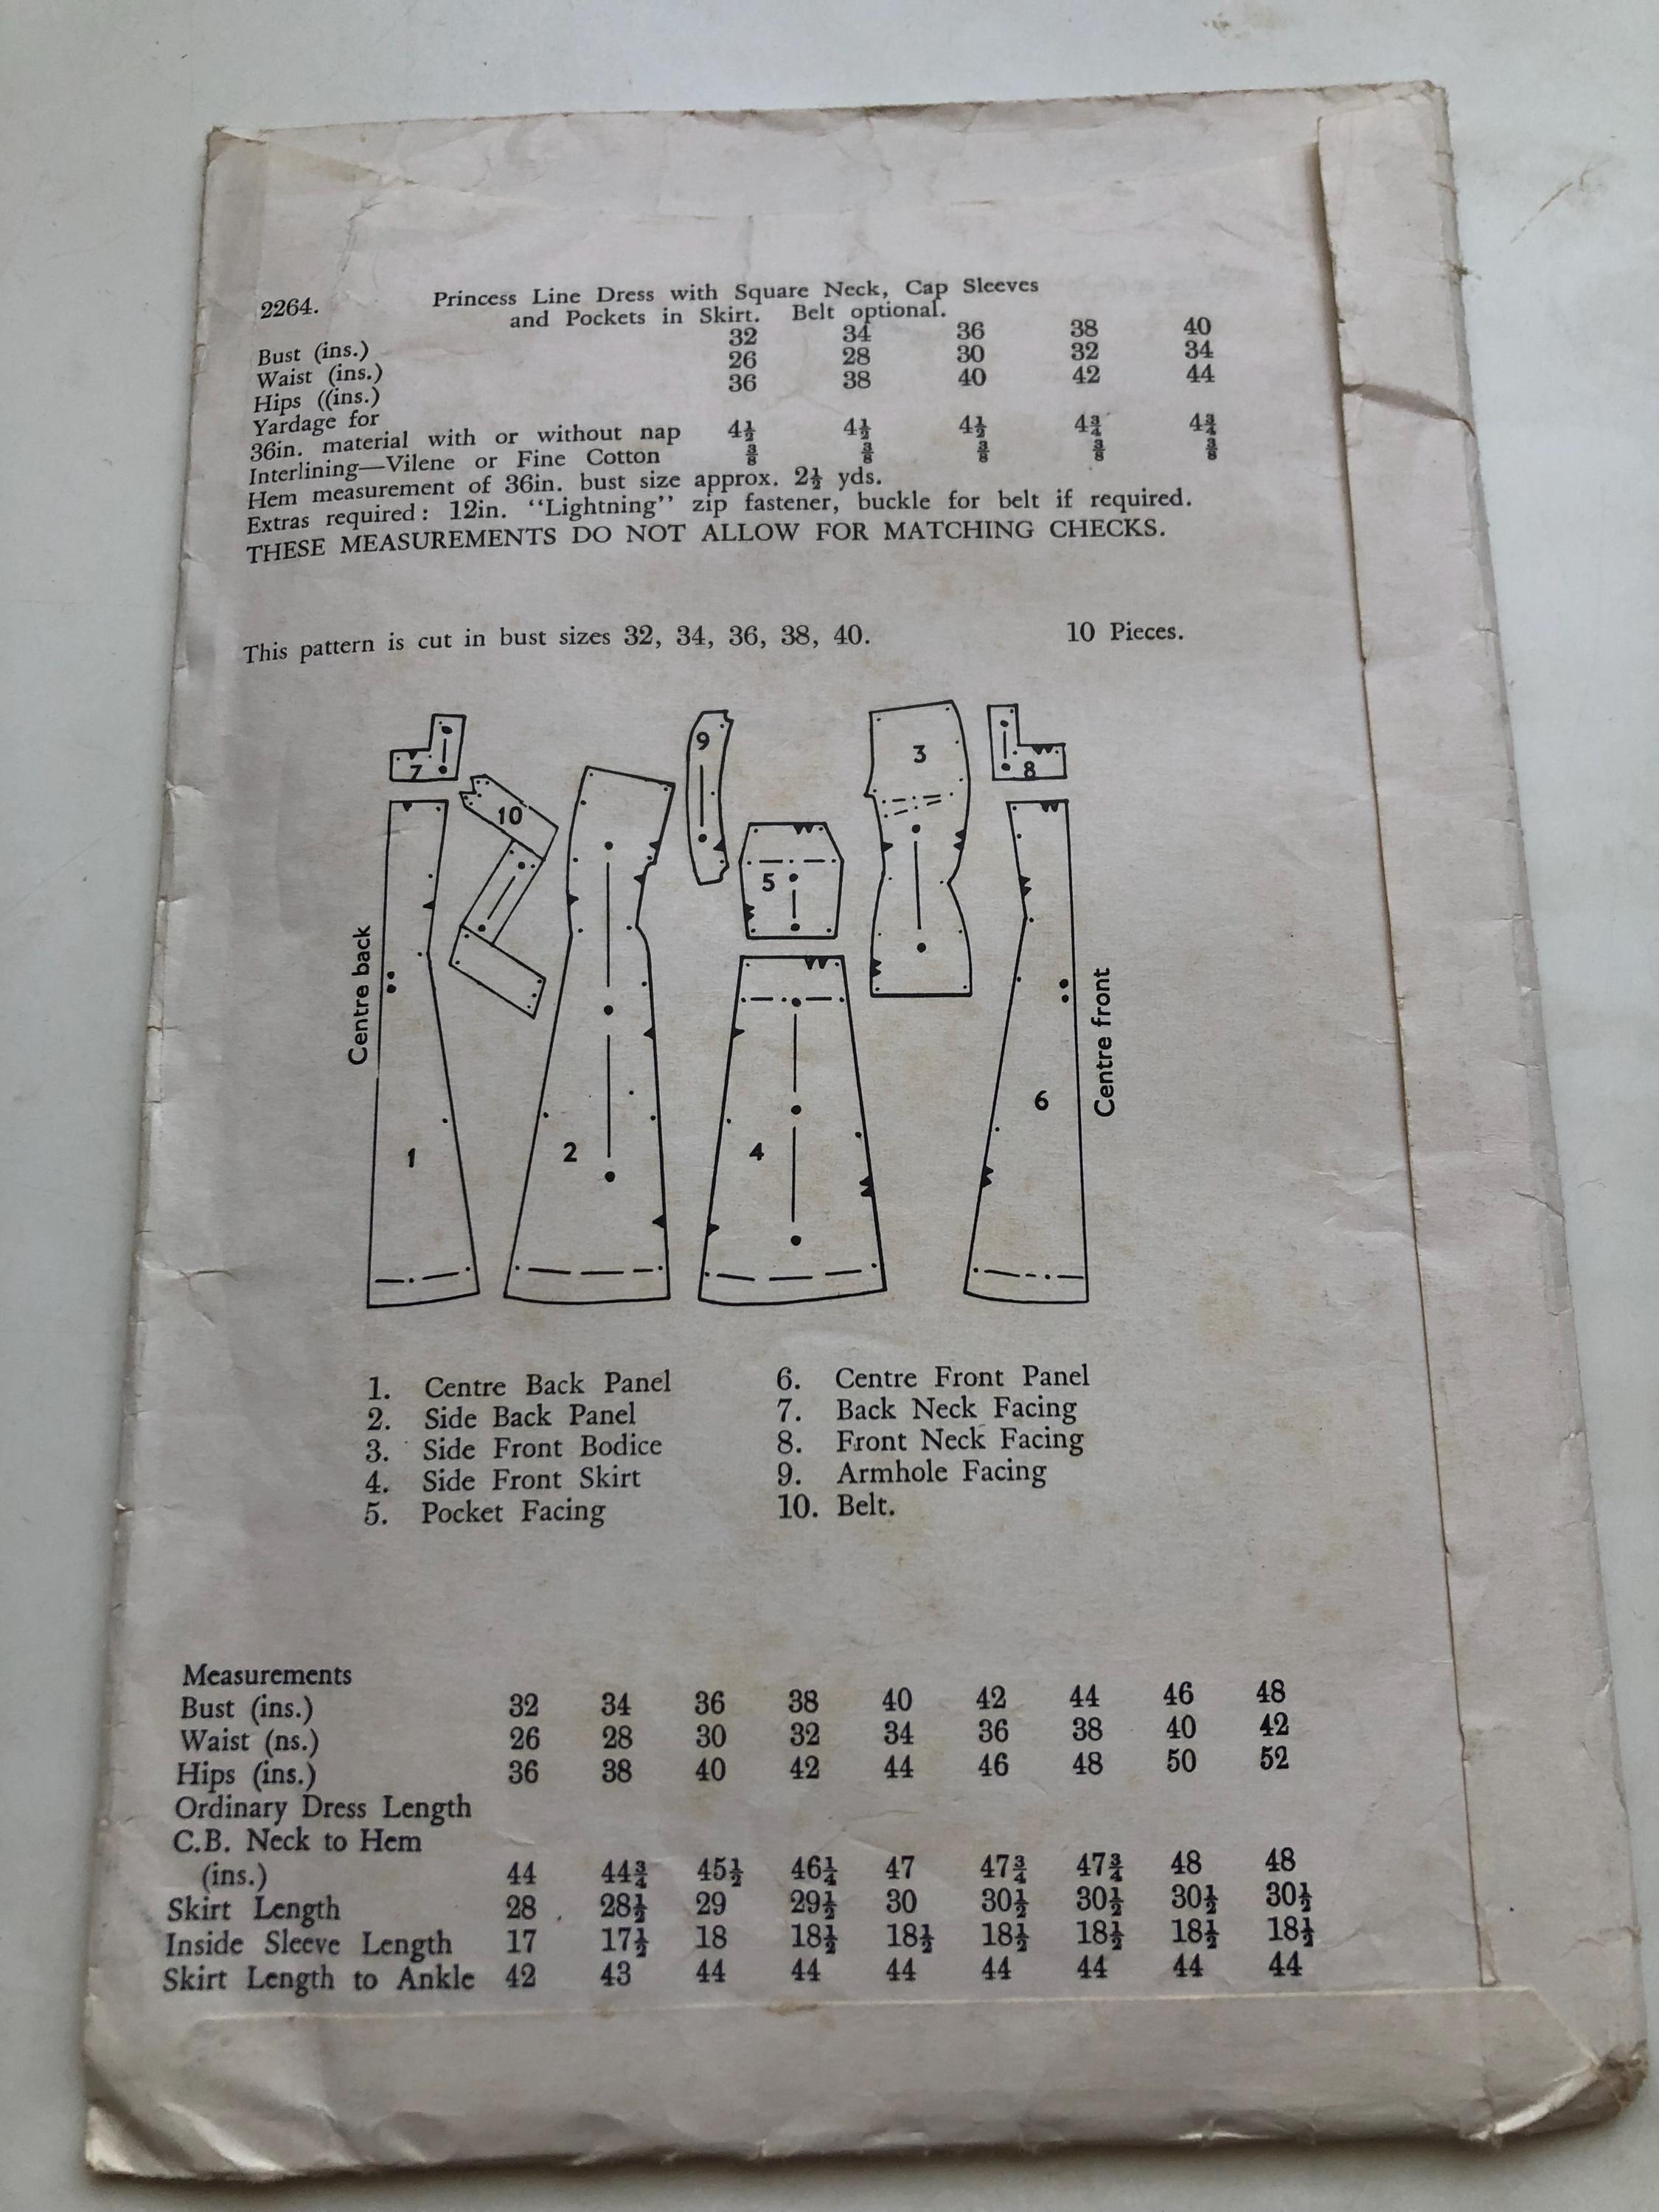 2264. Princess Line Dress with Square Neck, Cap Sleeves
and Pockets in Skirt. Belt optional.
Bust (ins.) 32 34 36 38 40
Waist (ins.) 26 28 30 32 34
Hips ((ins.) 36 38 40 42 44
Yardage for
36in. material with or without nap 4½ 4½ 4½ 4¾ 4¾
Interlining—Vilene or Fine Cotton ⅜ ⅜ ⅜ ⅜ ⅜
Hem measurement of 36in. bust size approx. 2½ yds.
Extras required: 12in. "Lightning" zip fastener, buckle for belt if required.
THESE MEASUREMENTS DO NOT ALLOW FOR MATCHING CHECKS.
This pattern is cut in bust sizes 32, 34, 36, 38, 40. 10 Pieces.
7
10
9
3
8
5
Centre back
Centre front
1
2
4
6
1. Centre Back Panel
2. Side Back Panel
3. Side Front Bodice
4. Side Front Skirt
5. Pocket Facing
6. Centre Front Panel
7. Back Neck Facing
8. Front Neck Facing
9. Armhole Facing
10. Belt.
Measurements
Bust (ins.) 32 34 36 38 40 42 44 46 48
Waist (ns.) 26 28 30 32 34 36 38 40 42
Hips (ins.) 36 38 40 42 44 46 48 50 52
Ordinary Dress Length
C.B. Neck to Hem
(ins.) 44 44¾ 45½ 46¼ 47 47¾ 47¾ 48 48
Skirt Length 28 28½ 29 29½ 30 30½ 30½ 30½ 30½
Inside Sleeve Length 17 17½ 18 18½ 18½ 18½ 18½ 18½ 18½
Skirt Length to Ankle 42 43 44 44 44 44 44 44 44